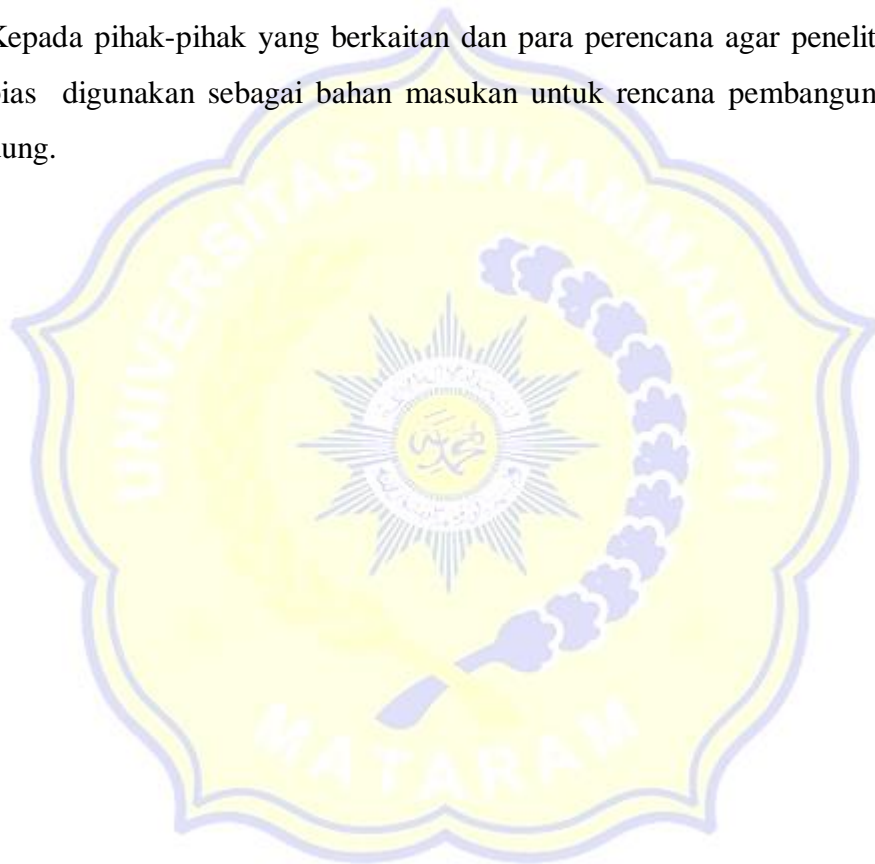 Kepada pihak-pihak yang berkaitan dan para perencana agar penelit
bias digunakan sebagai bahan masukan untuk rencana pembangun
ung.
UNIVERSITAS MUHAMMADIYAH
MATARAM